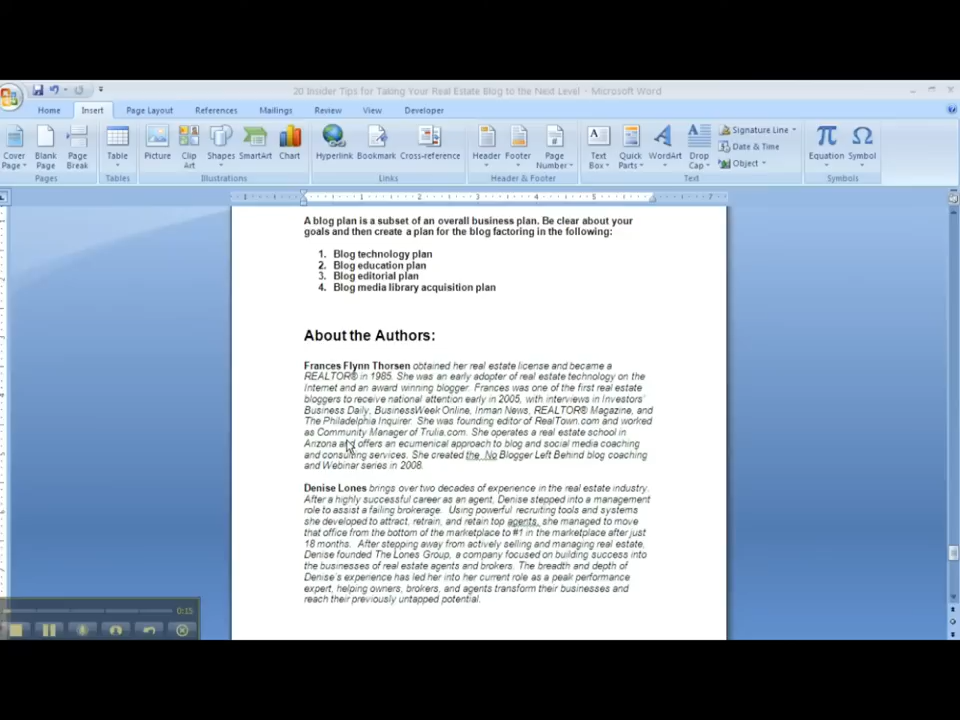 20 Insider Tips for Taking Your Real Estate Blog to the Next Level - Microsoft Word
Home Insert Page Layout References Mailings Review View Developer
Cover Page Blank Page Page Break Table Picture Clip Art Shapes SmartArt Chart Hyperlink Bookmark Cross-reference Header Footer Page Number Text Box Quick Parts WordArt Drop Cap Signature Line Date & Time Object Equation Symbol
Pages Tables Illustrations Links Header & Footer Text Symbols
A blog plan is a subset of an overall business plan. Be clear about your
goals and then create a plan for the blog factoring in the following:
1. Blog technology plan
2. Blog education plan
3. Blog editorial plan
4. Blog media library acquisition plan
About the Authors:
Frances Flynn Thorsen obtained her real estate license and became a
REALTOR® in 1985. She was an early adopter of real estate technology on the
Internet and an award winning blogger. Frances was one of the first real estate
bloggers to receive national attention early in 2005, with interviews in Investors'
Business Daily, BusinessWeek Online, Inman News, REALTOR® Magazine, and
The Philadelphia Inquirer. She was founding editor of RealTown.com and worked
as Community Manager of Trulia.com. She operates a real estate school in
Arizona and offers an ecumenical approach to blog and social media coaching
and consulting services. She created the No Blogger Left Behind blog coaching
and Webinar series in 2008.
Denise Lones brings over two decades of experience in the real estate industry.
After a highly successful career as an agent, Denise stepped into a management
role to assist a failing brokerage. Using powerful recruiting tools and systems
she developed to attract, retrain, and retain top agents, she managed to move
that office from the bottom of the marketplace to #1 in the marketplace after just
18 months. After stepping away from actively selling and managing real estate,
Denise founded The Lones Group, a company focused on building success into
the businesses of real estate agents and brokers. The breadth and depth of
Denise's experience has led her into her current role as a peak performance
expert, helping owners, brokers, and agents transform their businesses and
reach their previously untapped potential.
0:15